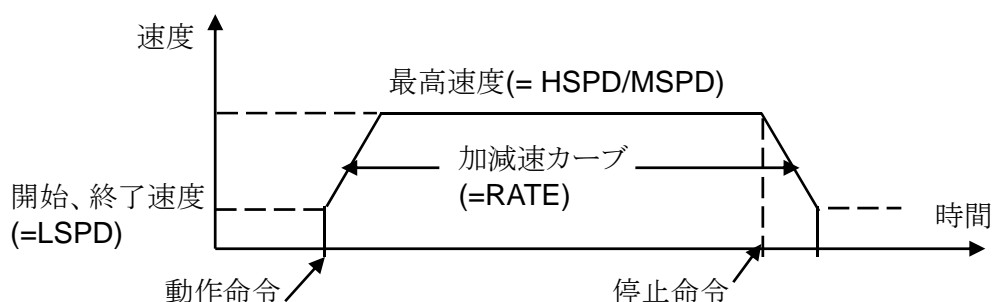 速度
最高速度(= HSPD/MSPD)
加減速カーブ
(=RATE)
開始、終了速度
(=LSPD)
時間
動作命令
停止命令